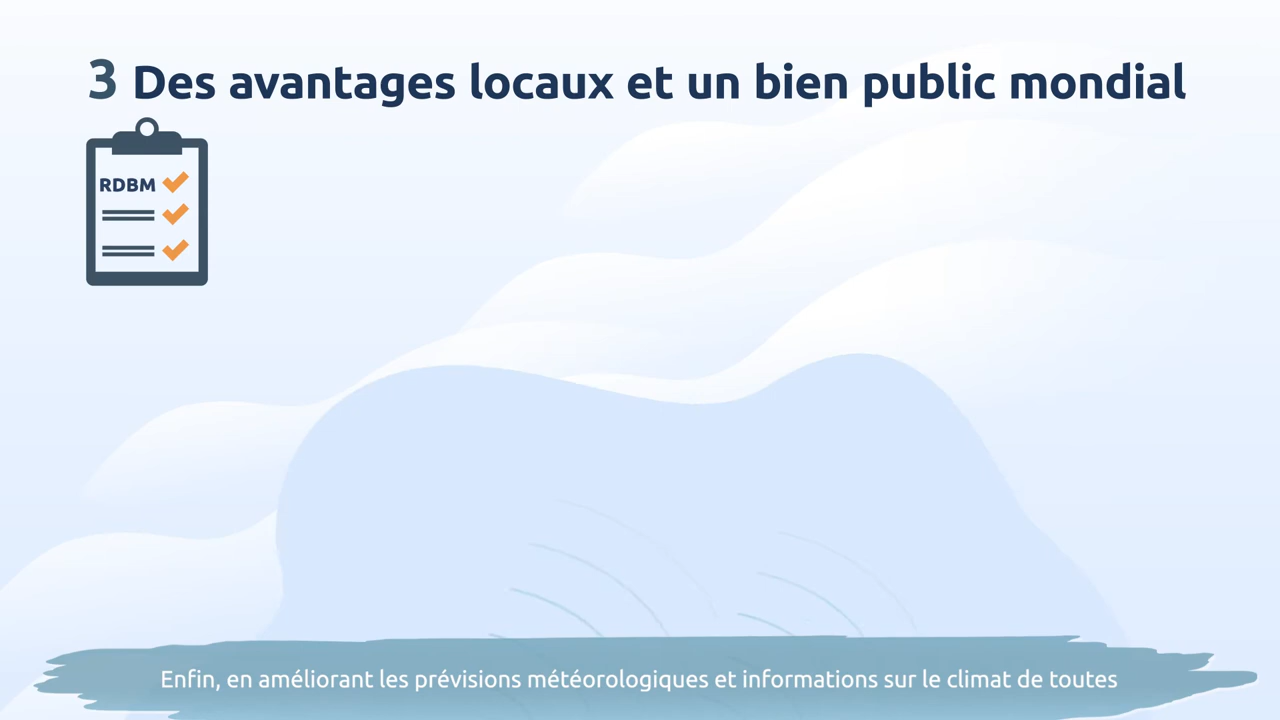 3 Des avantages locaux et un bien public mondial
RDBM
Enfin, en améliorant les prévisions météorologiques et informations sur le climat de toutes